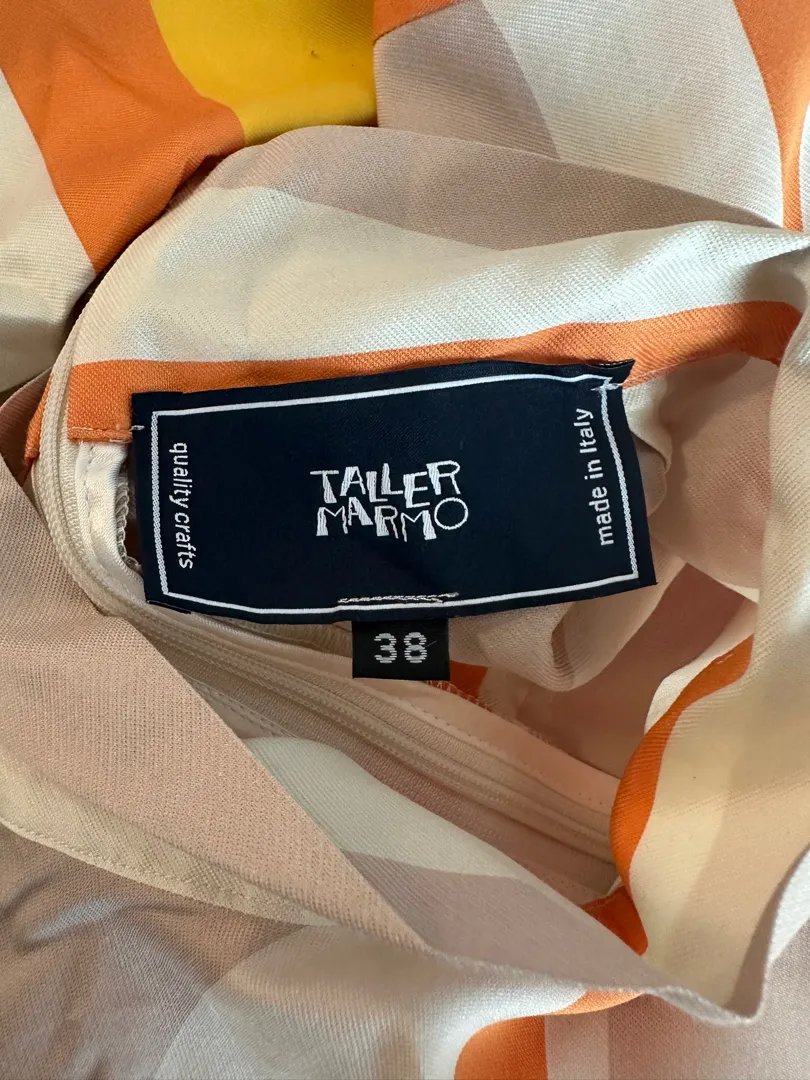 quality crafts
TALLER
MARMO
made in Italy
38